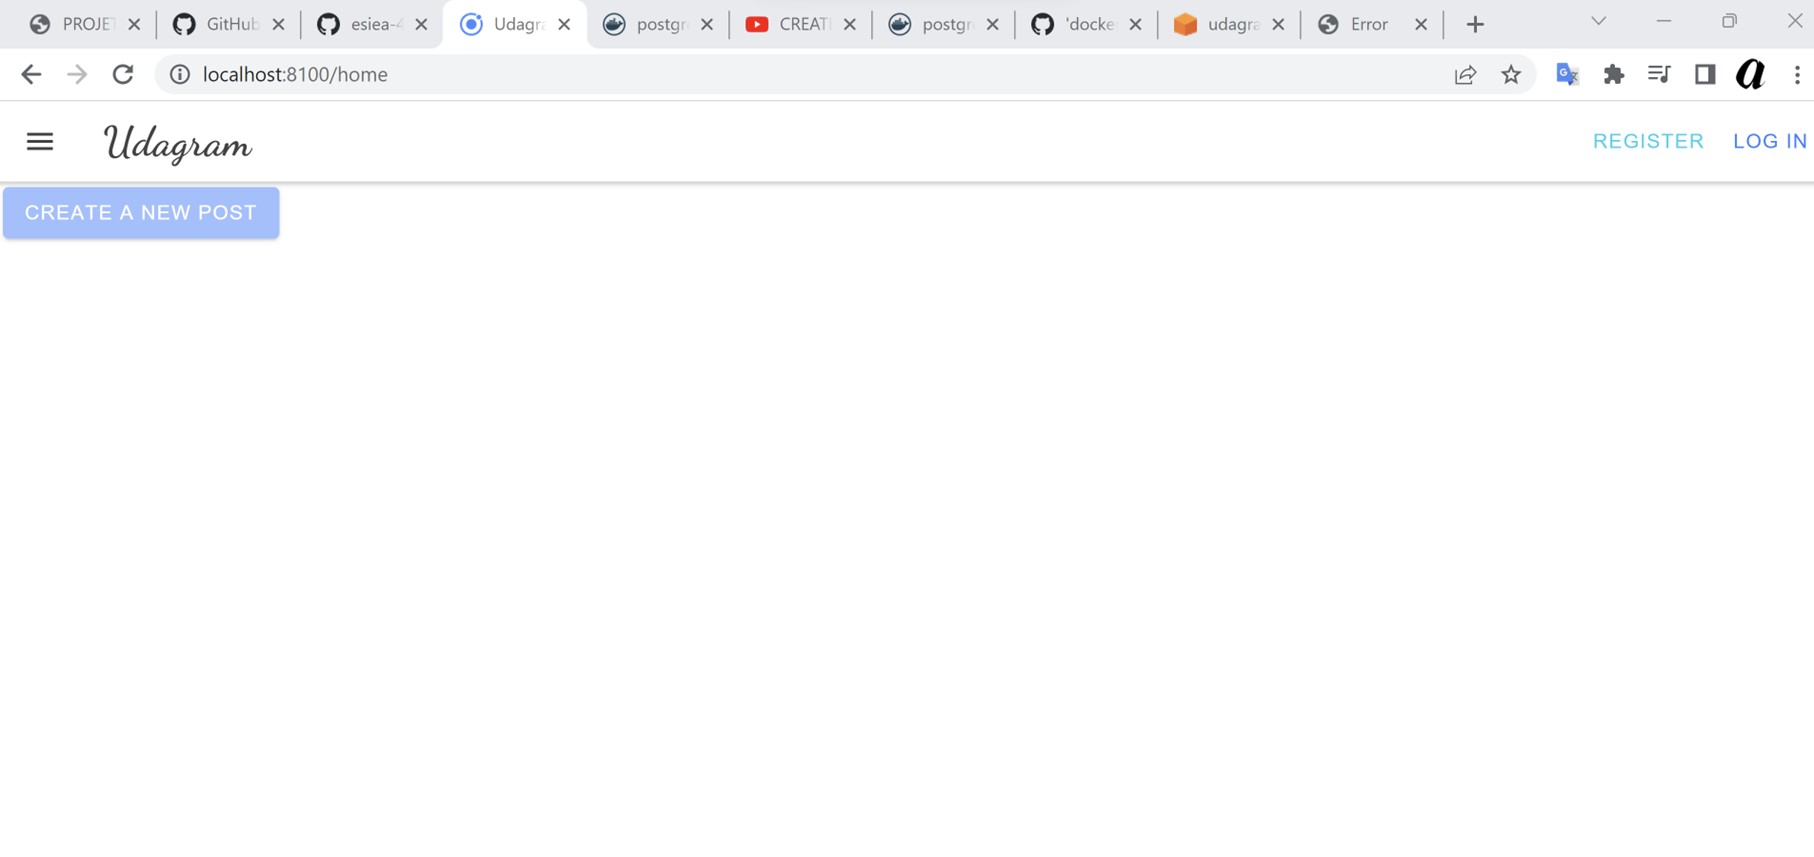 PROJET
GitHub
esiea-4
Udagra
postgr
CREATI
postgr
'docke
udagra
Error
localhost:8100/home
Udagram
REGISTER
LOG IN
CREATE A NEW POST